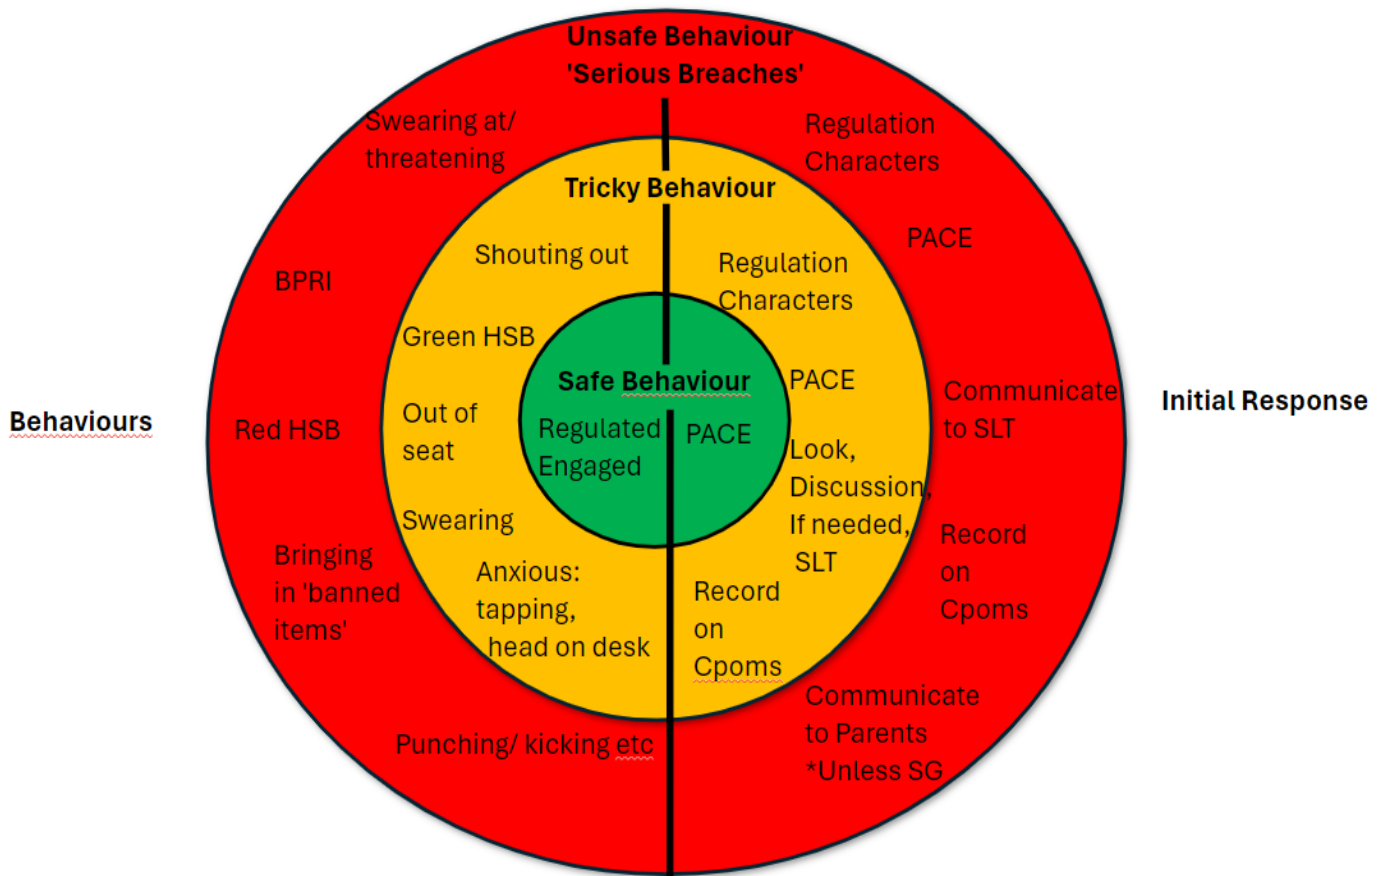 Unsafe Behaviour
'Serious Breaches'
Swearing at/
threatening
BPRI
Red HSB
Bringing
in 'banned
items'
Punching/ kicking etc
Regulation
Characters
PACE
Communicate
to SLT
Record
on
Cpoms
Communicate
to Parents
*Unless SG
Tricky Behaviour
Shouting out
Green HSB
Out of
seat
Swearing
Anxious:
tapping,
head on desk
Regulation
Characters
PACE
Look,
Discussion,
If needed,
SLT
Record
on
Cpoms
Safe Behaviour
Regulated
Engaged
PACE
Behaviours
Initial Response